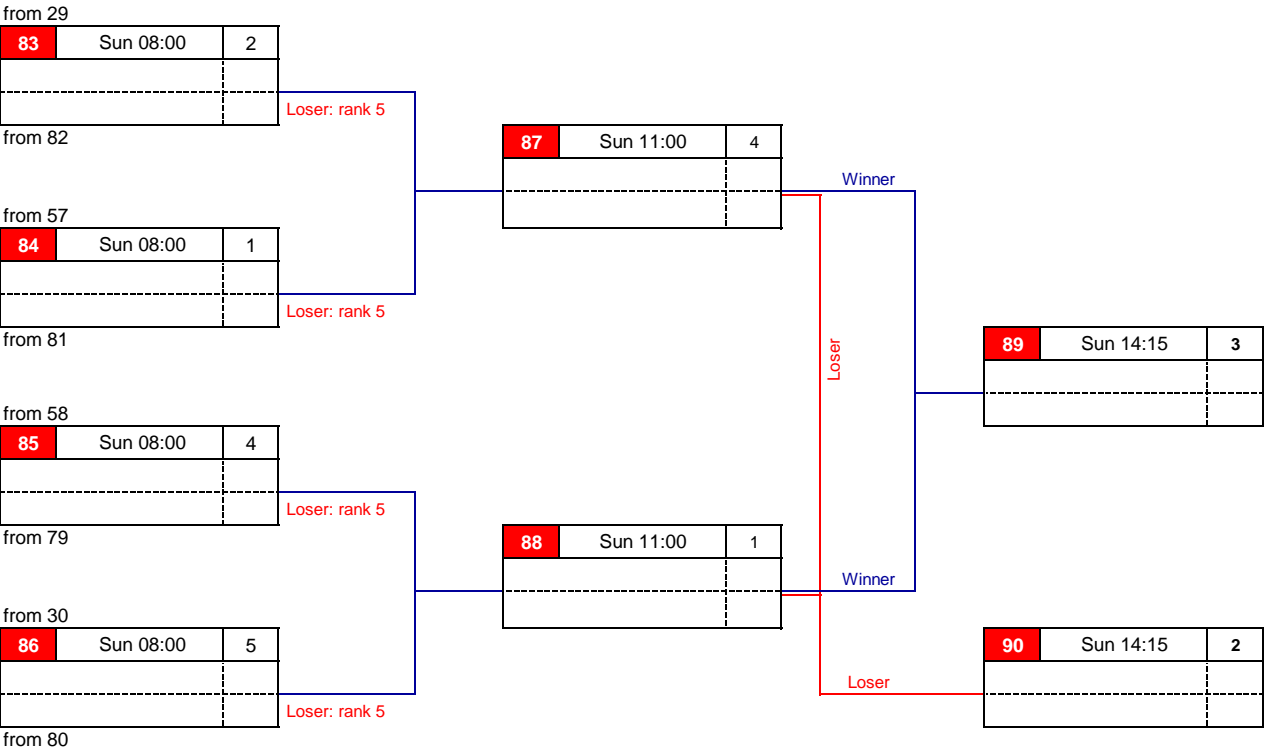 from 29
83 Sun 08:00 2
Loser: rank 5
from 82
87 Sun 11:00 4
Winner
from 57
84 Sun 08:00 1
Loser: rank 5
from 81
Loser
89 Sun 14:15 3
from 58
85 Sun 08:00 4
Loser: rank 5
from 79
88 Sun 11:00 1
Winner
from 30
86 Sun 08:00 5
90 Sun 14:15 2
Loser
Loser: rank 5
from 80